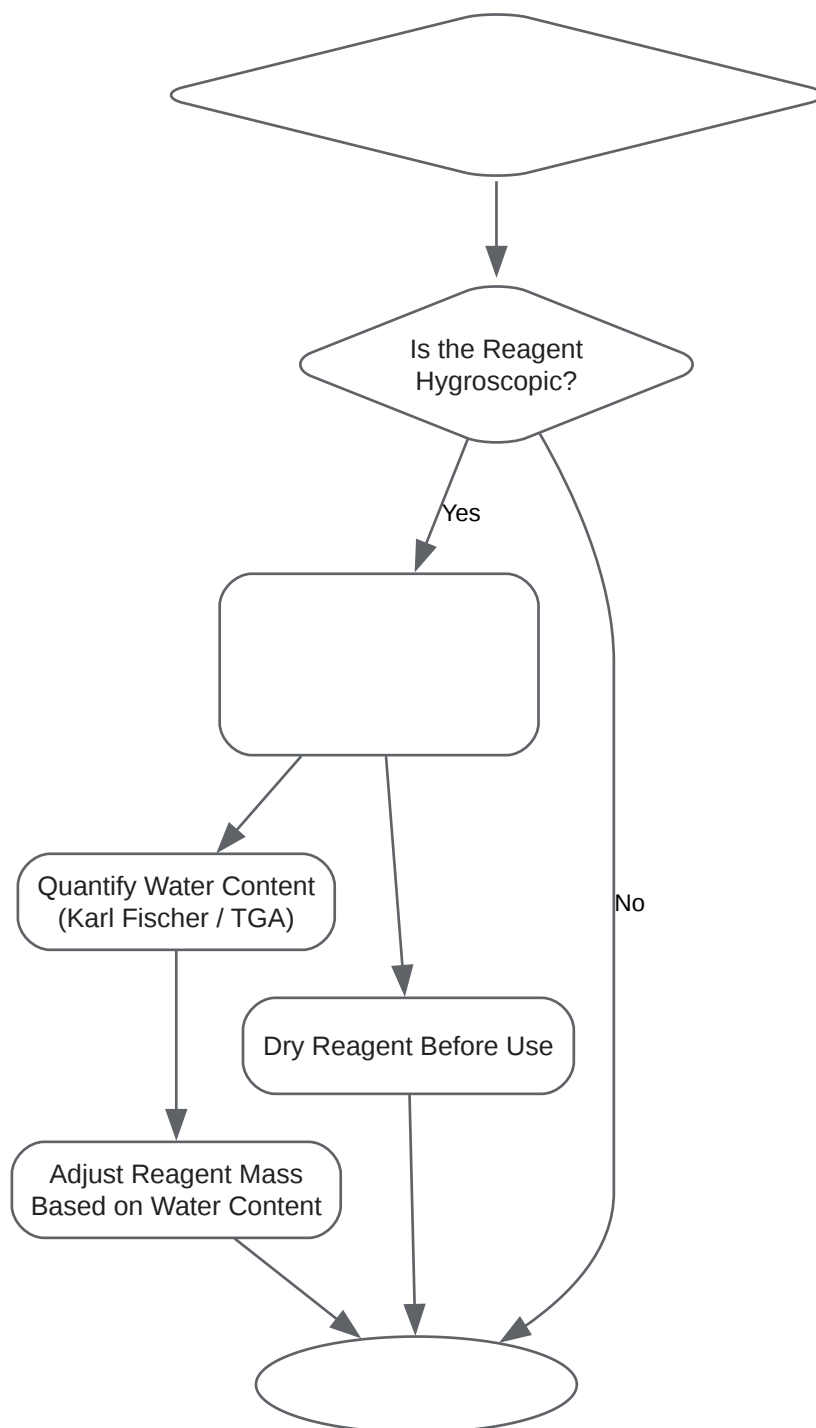 Is the Reagent
Hygroscopic?
Yes
Quantify Water Content
(Karl Fischer / TGA)
No
Dry Reagent Before Use
Adjust Reagent Mass
Based on Water Content